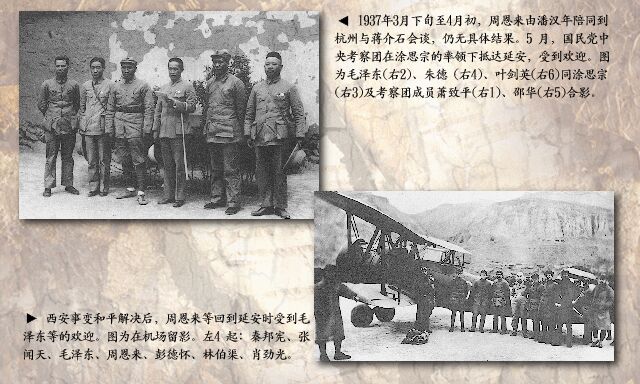 ◀ 1937年3月下旬至4月初，周恩来由潘汉年陪同到
杭州与蒋介石会谈，仍无具体结果。5 月，国民党中
央考察团在涂思宗的率领下抵达延安，受到欢迎。图
为毛泽东(右2)、朱德 (右4)、叶剑英(右6)同涂思宗
(右3)及考察团成员萧致平(右1)、邵华(右5)合影。
▶ 西安事变和平解决后，周恩来等回到延安时受到毛
泽东等的欢迎。图为在机场留影。左4 起：秦邦宪、张
闻天、毛泽东、周恩来、彭德怀、林伯渠、肖劲光。